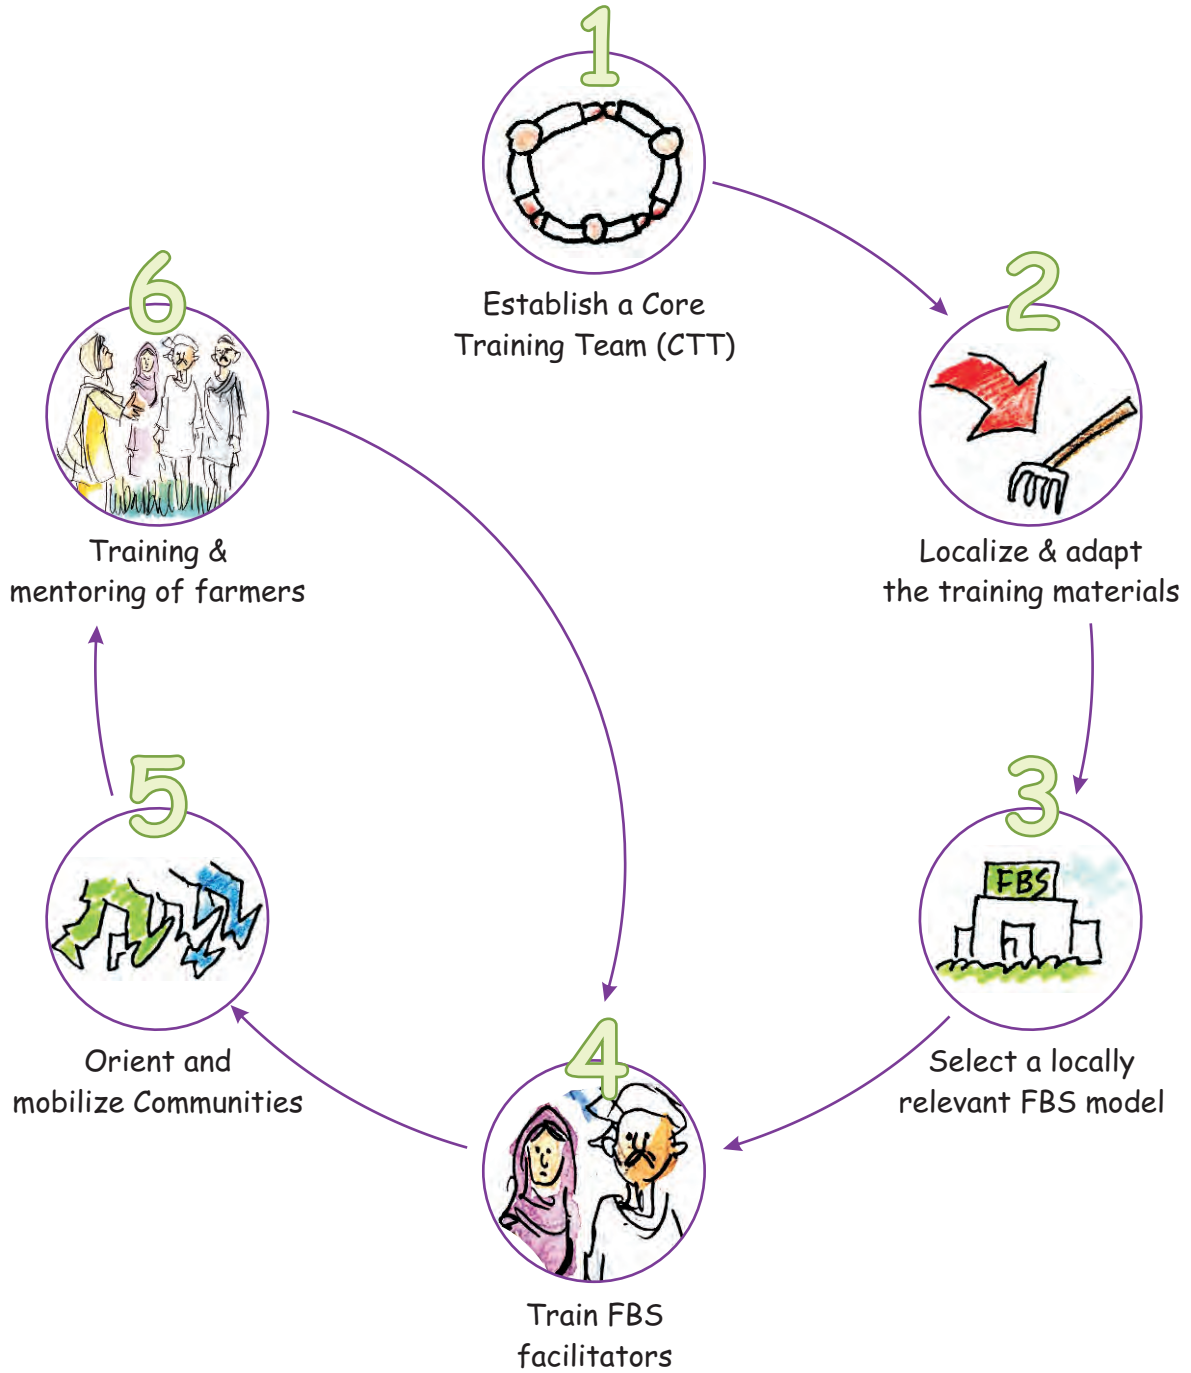 1
Establish a Core
Training Team (CTT)
2
Localize & adapt
the training materials
3
FBS
Select a locally
relevant FBS model
4
Train FBS
facilitators
5
Orient and
mobilize Communities
6
Training &
mentoring of farmers